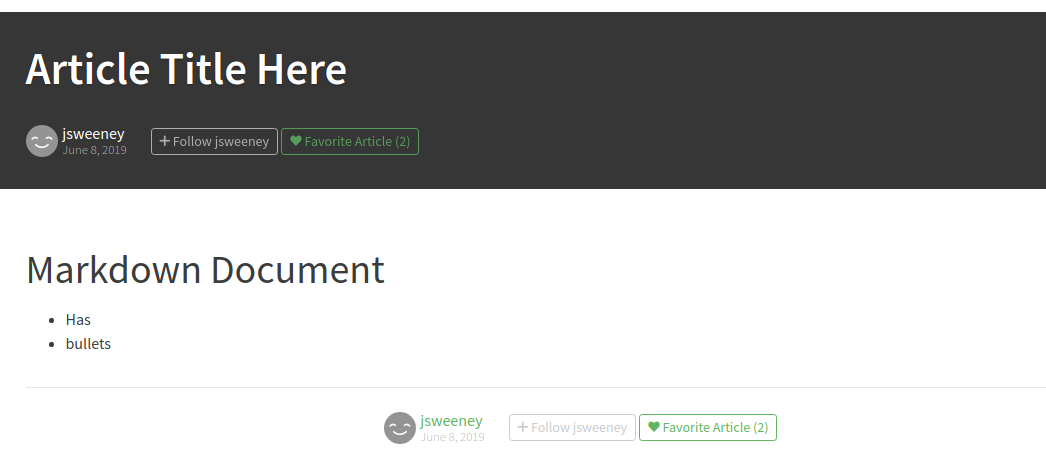 Article Title Here
jsweeney
June 8, 2019
Follow jsweeney
Favorite Article (2)
Markdown Document
Has
bullets
jsweeney
June 8, 2019
Follow jsweeney
Favorite Article (2)